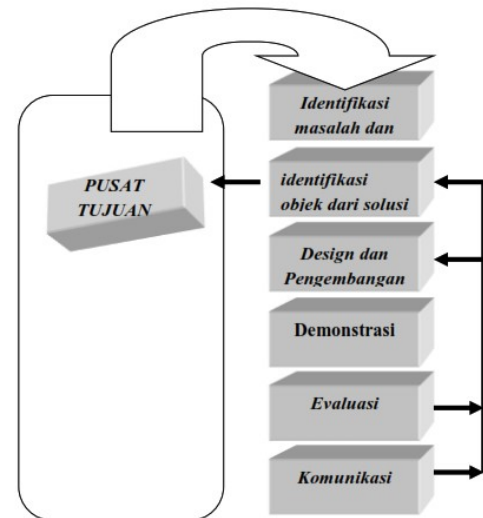 Identifikasi
masalah dan
PUSAT
TUJUAN
identifikasi
objek dari solusi
Design dan
Pengembangan
Demonstrasi
Evaluasi
Komunikasi